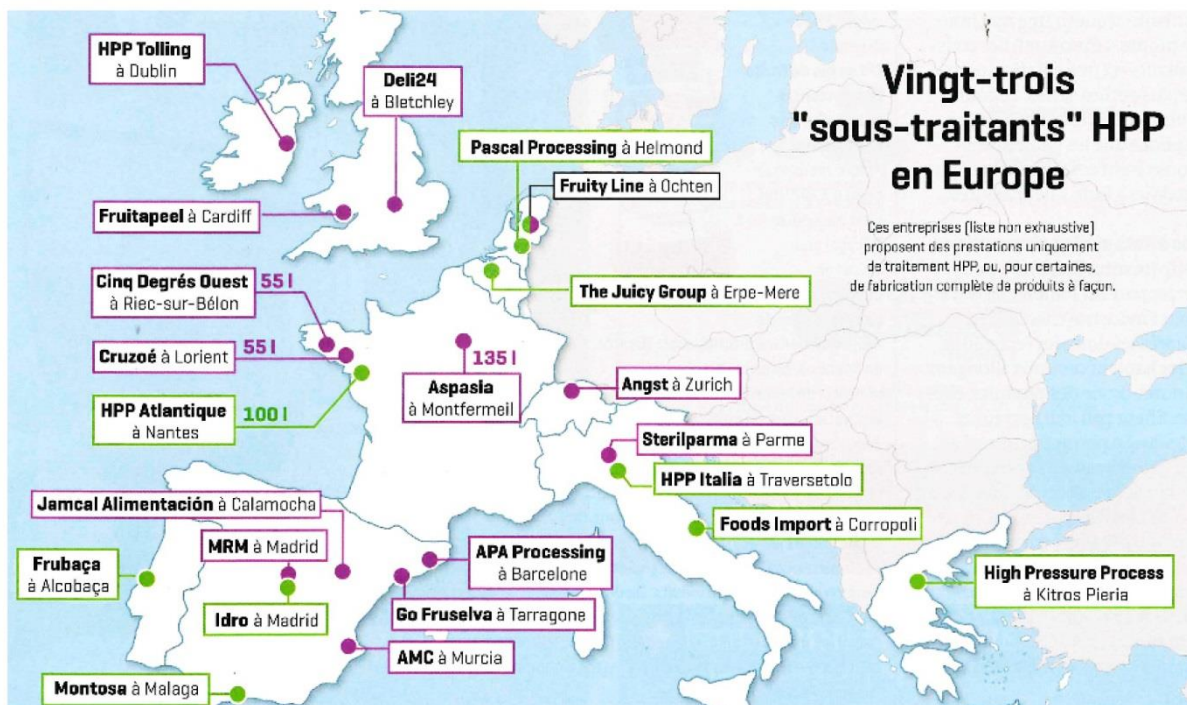 Vingt-trois
"sous-traitants" HPP
en Europe
Ces entreprises (liste non exhaustive)
proposent des prestations uniquement
de traitement HPP, ou, pour certaines,
de fabrication complète de produits à façon.
HPP Tolling
à Dublin
Deli24
à Bletchley
Pascal Processing à Helmond
Fruity Line à Ochten
Fruitapeel à Cardiff
Cinq Degrés Ouest
à Riec-sur-Bélon
55 l
The Juicy Group à Erpe-Mere
Cruzoé à Lorient
55 l
135 l
Aspasia
à Montfermeil
Angst à Zurich
HPP Atlantique
à Nantes
100 l
Sterilparma à Parme
HPP Italia à Traversetolo
Jamcal Alimentación à Calamocha
Foods Import à Corropoli
MRM à Madrid
APA Processing
à Barcelone
Frubaça
à Alcobaça
High Pressure Process
à Kitros Pieria
Idro à Madrid
Go Fruselva à Tarragone
AMC à Murcia
Montosa à Malaga